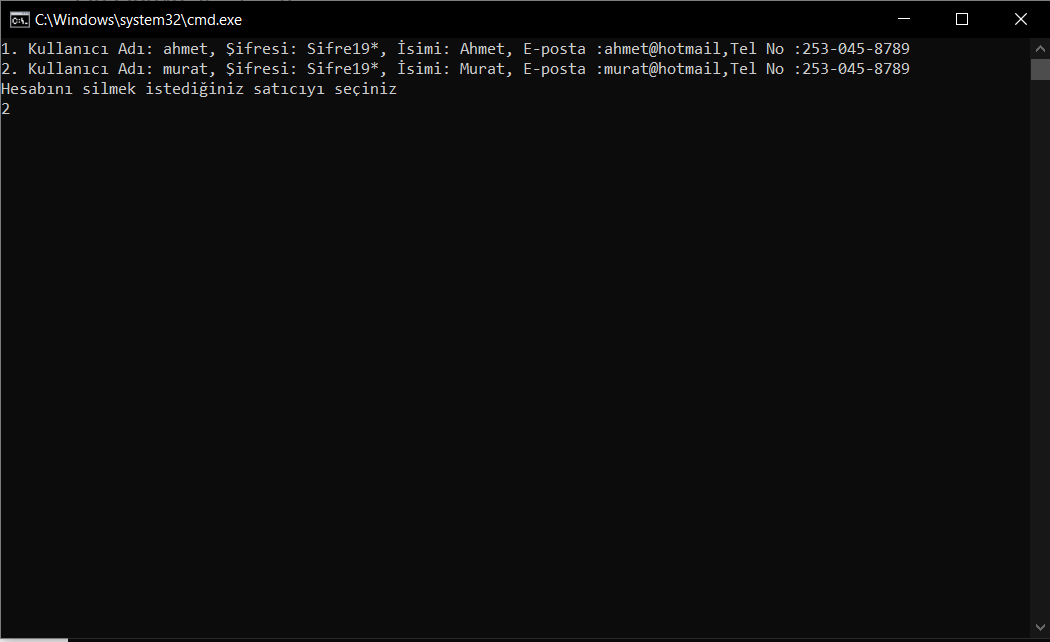 C:\Windows\system32\cmd.exe
1. Kullanıcı Adı: ahmet, Şifresi: Sifre19*, İsimi: Ahmet, E-posta :ahmet@hotmail,Tel No :253-045-8789
2. Kullanıcı Adı: murat, Şifresi: Sifre19*, İsimi: Murat, E-posta :murat@hotmail,Tel No :253-045-8789
Hesabını silmek istediğiniz satıcıyı seçiniz
2